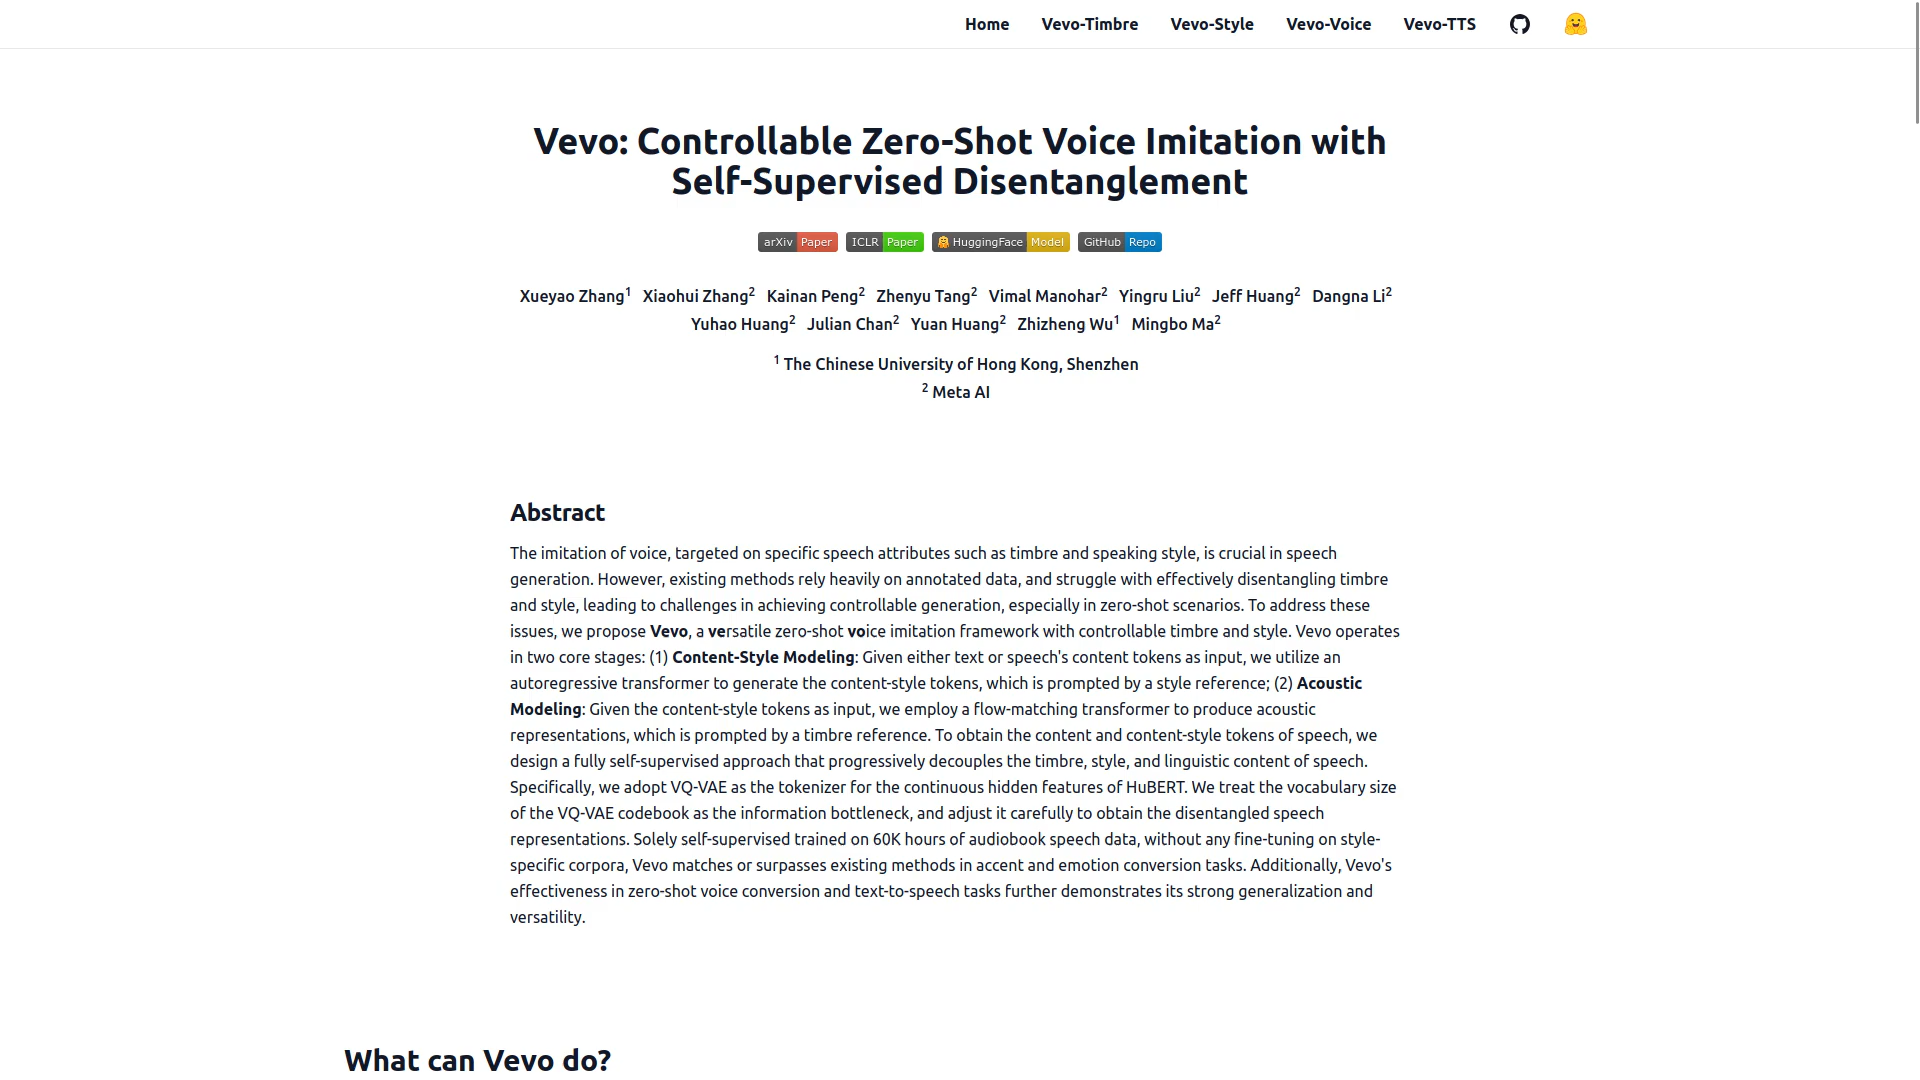 Home Vevo-Timbre Vevo-Style Vevo-Voice Vevo-TTS
Vevo: Controllable Zero-Shot Voice Imitation with
Self-Supervised Disentanglement
arXiv Paper ICLR Paper HuggingFace Model GitHub Repo
Xueyao Zhang1 Xiaohui Zhang2 Kainan Peng2 Zhenyu Tang2 Vimal Manohar2 Yingru Liu2 Jeff Huang2 Dangna Li2
Yuhao Huang2 Julian Chan2 Yuan Huang2 Zhizheng Wu1 Mingbo Ma2
1 The Chinese University of Hong Kong, Shenzhen
2 Meta AI
Abstract
The imitation of voice, targeted on specific speech attributes such as timbre and speaking style, is crucial in speech
generation. However, existing methods rely heavily on annotated data, and struggle with effectively disentangling timbre
and style, leading to challenges in achieving controllable generation, especially in zero-shot scenarios. To address these
issues, we propose Vevo, a versatile zero-shot voice imitation framework with controllable timbre and style. Vevo operates
in two core stages: (1) Content-Style Modeling: Given either text or speech's content tokens as input, we utilize an
autoregressive transformer to generate the content-style tokens, which is prompted by a style reference; (2) Acoustic
Modeling: Given the content-style tokens as input, we employ a flow-matching transformer to produce acoustic
representations, which is prompted by a timbre reference. To obtain the content and content-style tokens of speech, we
design a fully self-supervised approach that progressively decouples the timbre, style, and linguistic content of speech.
Specifically, we adopt VQ-VAE as the tokenizer for the continuous hidden features of HuBERT. We treat the vocabulary size
of the VQ-VAE codebook as the information bottleneck, and adjust it carefully to obtain the disentangled speech
representations. Solely self-supervised trained on 60K hours of audiobook speech data, without any fine-tuning on style-
specific corpora, Vevo matches or surpasses existing methods in accent and emotion conversion tasks. Additionally, Vevo's
effectiveness in zero-shot voice conversion and text-to-speech tasks further demonstrates its strong generalization and
versatility.
What can Vevo do?